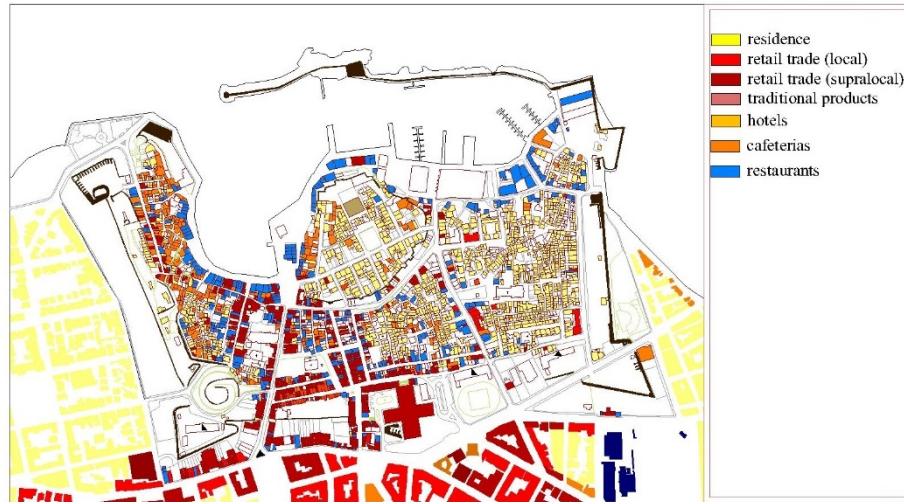 residence
retail trade (local)
retail trade (supralocal)
traditional products
hotels
cafeterias
restaurants